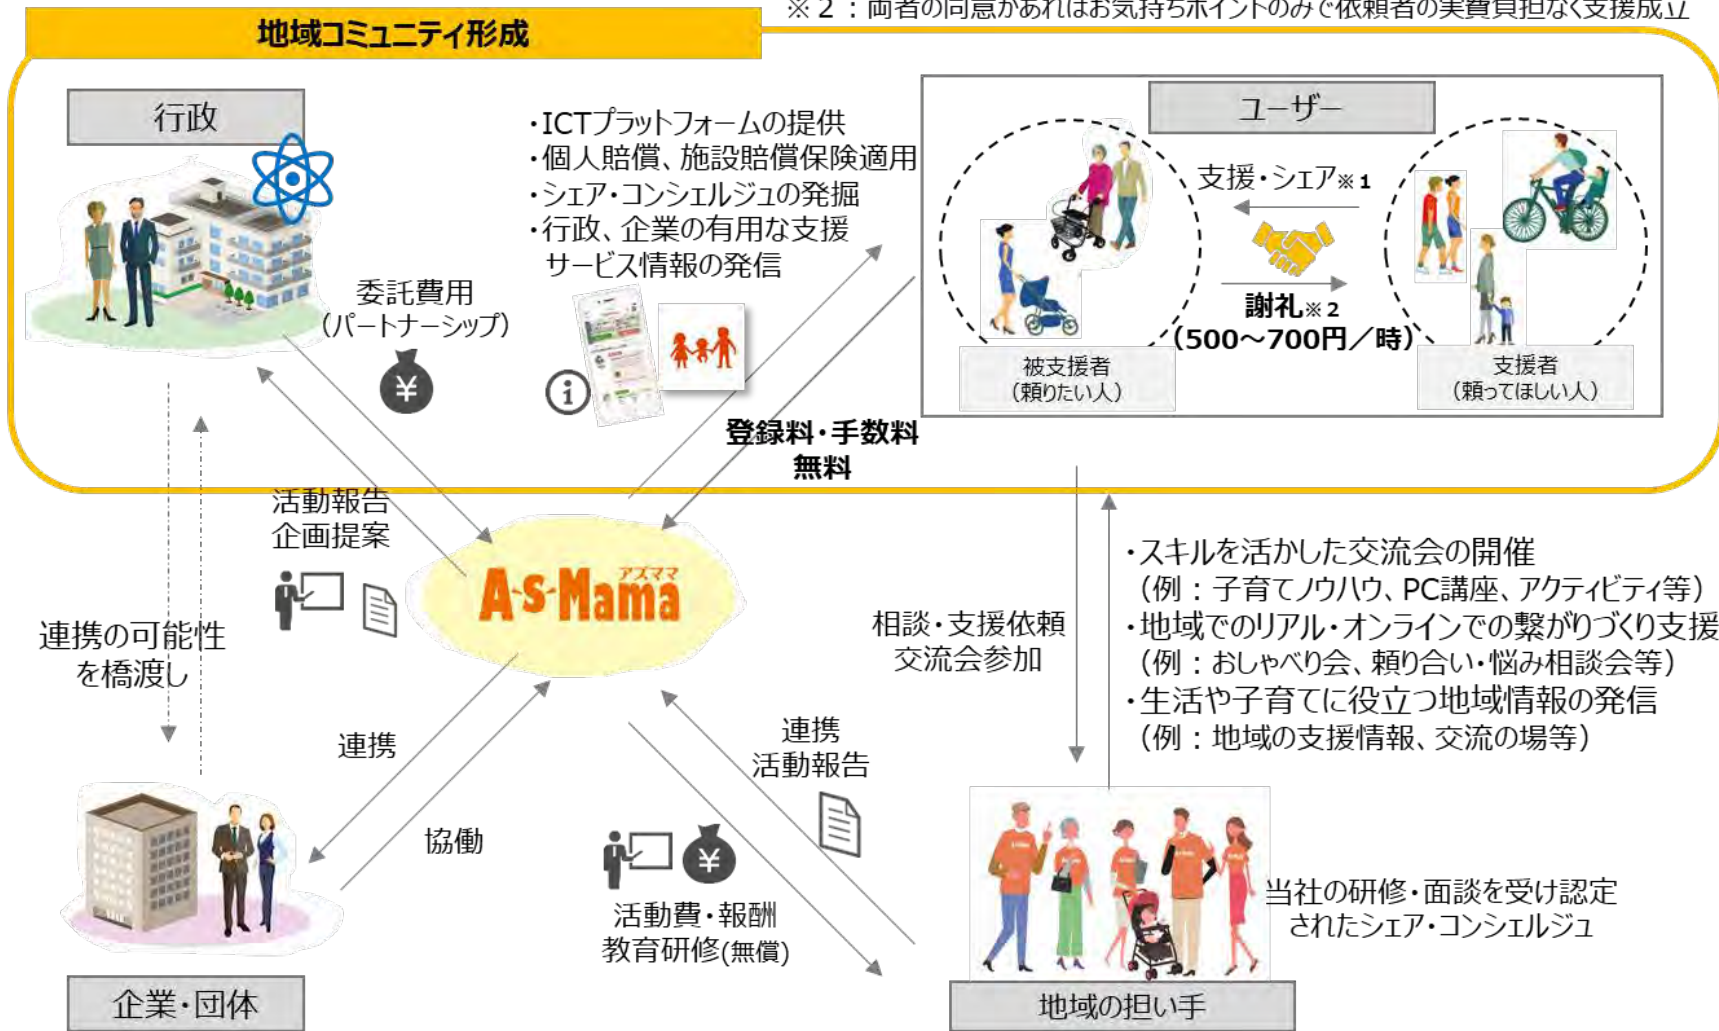 ※2：両者の同意があればお気持ちポイントのみで依頼者の実費負担なく支援成立
地域コミュニティ形成
行政
・ICTプラットフォームの提供
・個人賠償、施設賠償保険適用
・シェア・コンシェルジュの発掘
・行政、企業の有用な支援
サービス情報の発信
委託費用
（パートナーシップ）
¥
i
ユーザー
支援・シェア※1
謝礼※2
（500～700円／時）
被支援者
（頼りたい人）
支援者
（頼ってほしい人）
登録料・手数料
無料
活動報告
企画提案
アズママ
A-s-Mama
連携の可能性
を橋渡し
連携
協働
相談・支援依頼
交流会参加
・スキルを活かした交流会の開催
（例：子育てノウハウ、PC講座、アクティビティ等）
・地域でのリアル・オンラインでの繋がりづくり支援
（例：おしゃべり会、頼り合い・悩み相談会等）
・生活や子育てに役立つ地域情報の発信
（例：地域の支援情報、交流の場等）
連携
活動報告
¥
活動費・報酬
教育研修(無償)
当社の研修・面談を受け認定
されたシェア・コンシェルジュ
企業・団体
地域の担い手